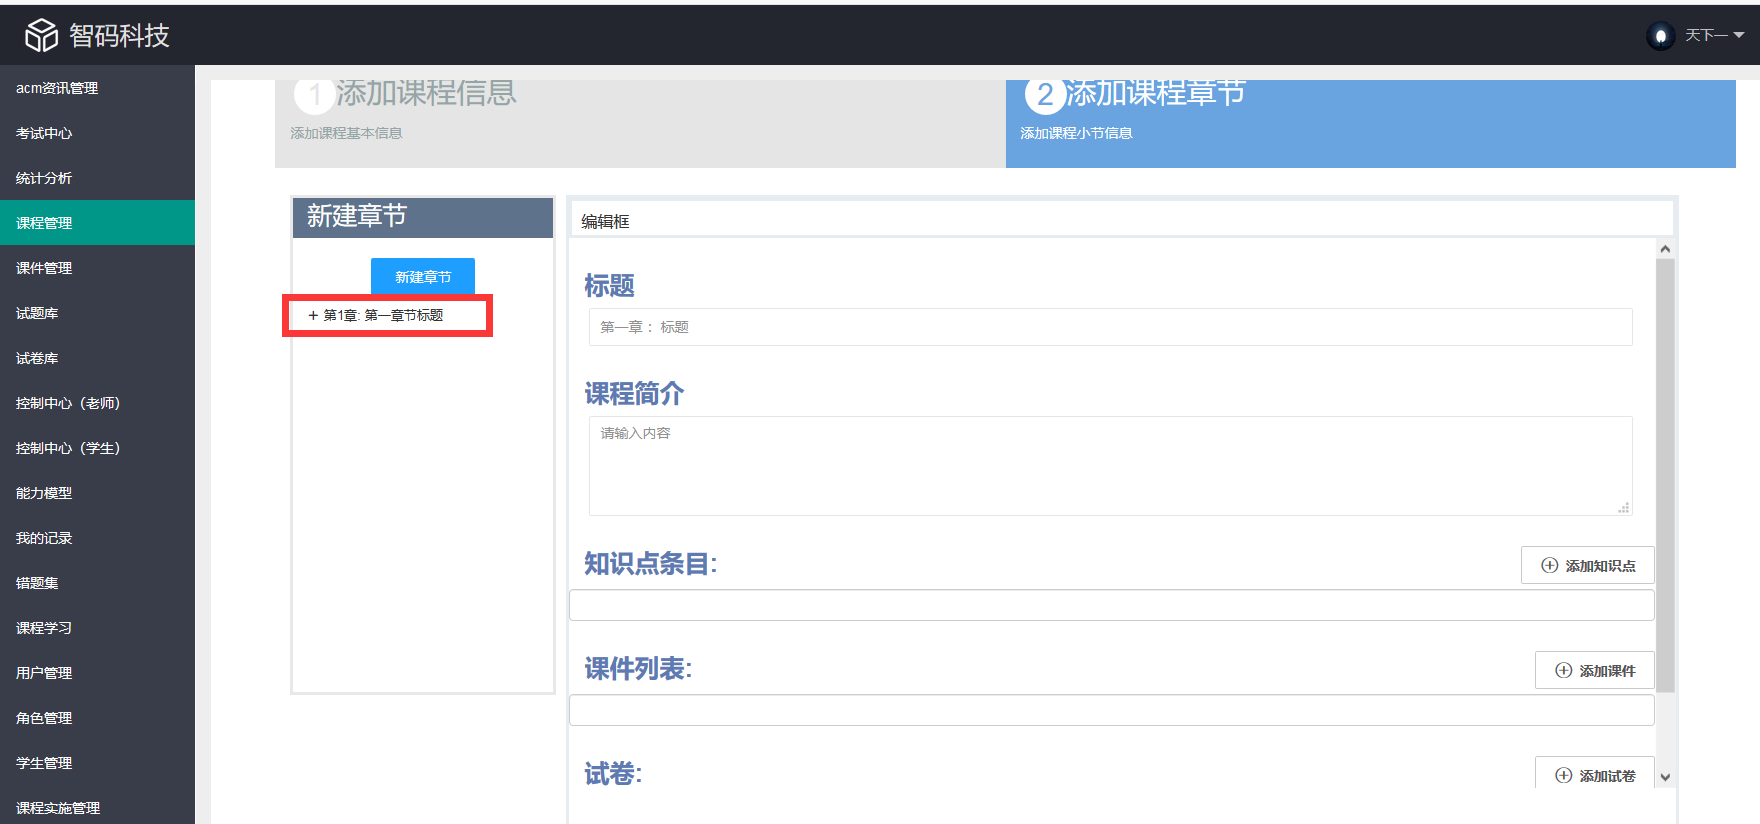 智码科技
天下一
acm资讯管理
考试中心
统计分析
课程管理
课件管理
试题库
试卷库
控制中心（老师）
控制中心（学生）
能力模型
我的记录
错题集
课程学习
用户管理
角色管理
学生管理
课程实施管理
1 添加课程信息
添加课程基本信息
2 添加课程章节
添加课程小节信息
新建章节
新建章节
+ 第1章: 第一章节标题
编辑框
标题
第一章： 标题
课程简介
请输入内容
知识点条目:
添加知识点
课件列表:
添加课件
试卷:
添加试卷